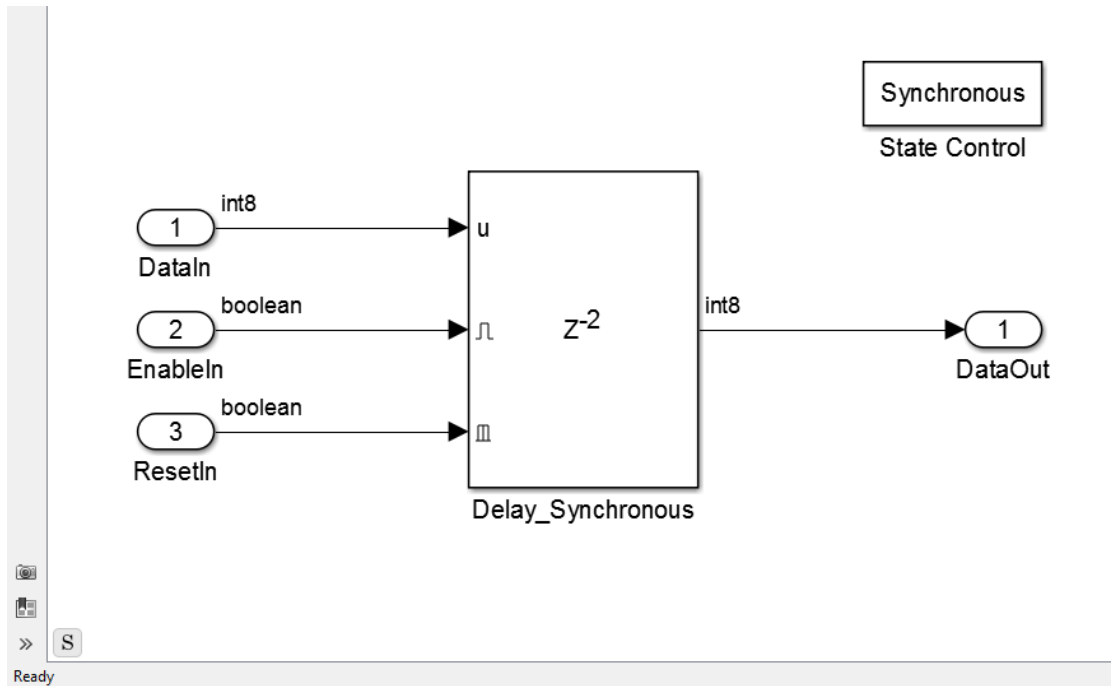 Synchronous
State Control
int8
1
u
DataIn
boolean
2
Z-2
int8
1
EnableIn
DataOut
boolean
3
ResetIn
Delay_Synchronous
»
S
Ready